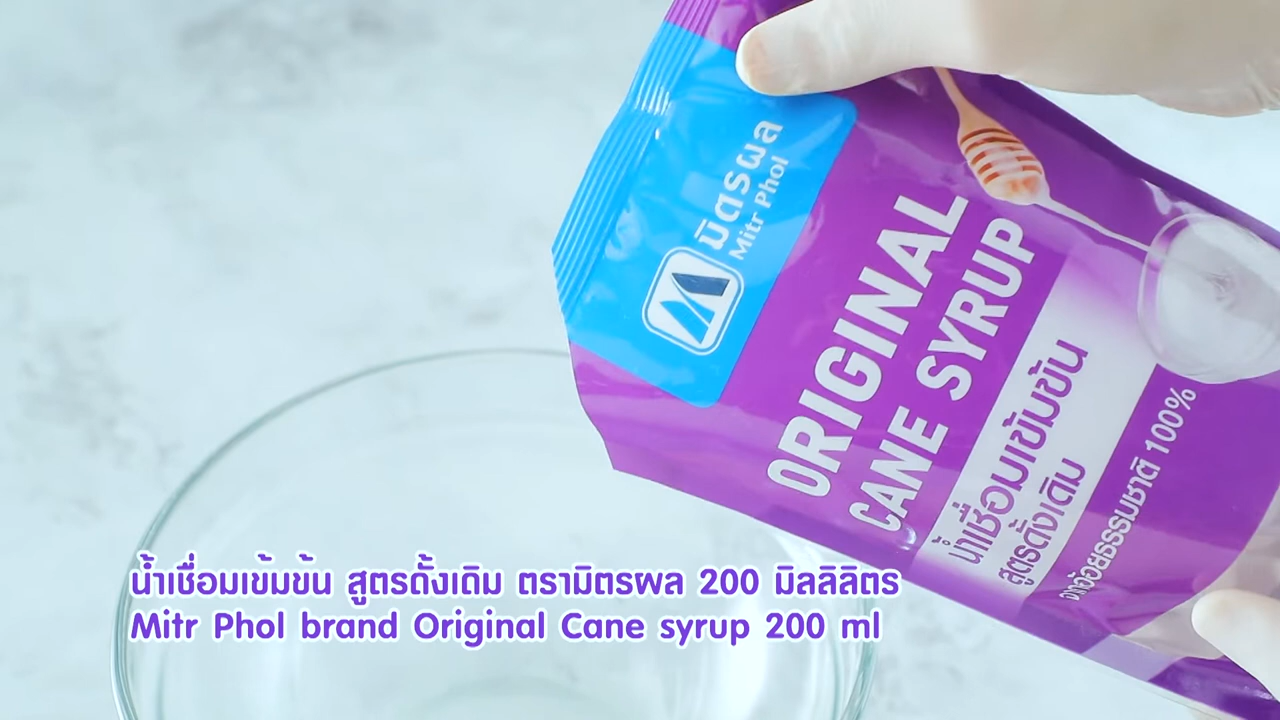 มิตรผล
Mitr Phol
ORIGINAL
CANE SYRUP
น้ำเชื่อมเข้มข้น
สูตรดั้งเดิม
จากอ้อยธรรมชาติ 100%
น้ำเชื่อมเข้มข้น สูตรดั้งเดิม ตรามิตรผล 200 มิลลิลิตร
Mitr Phol brand Original Cane syrup 200 ml